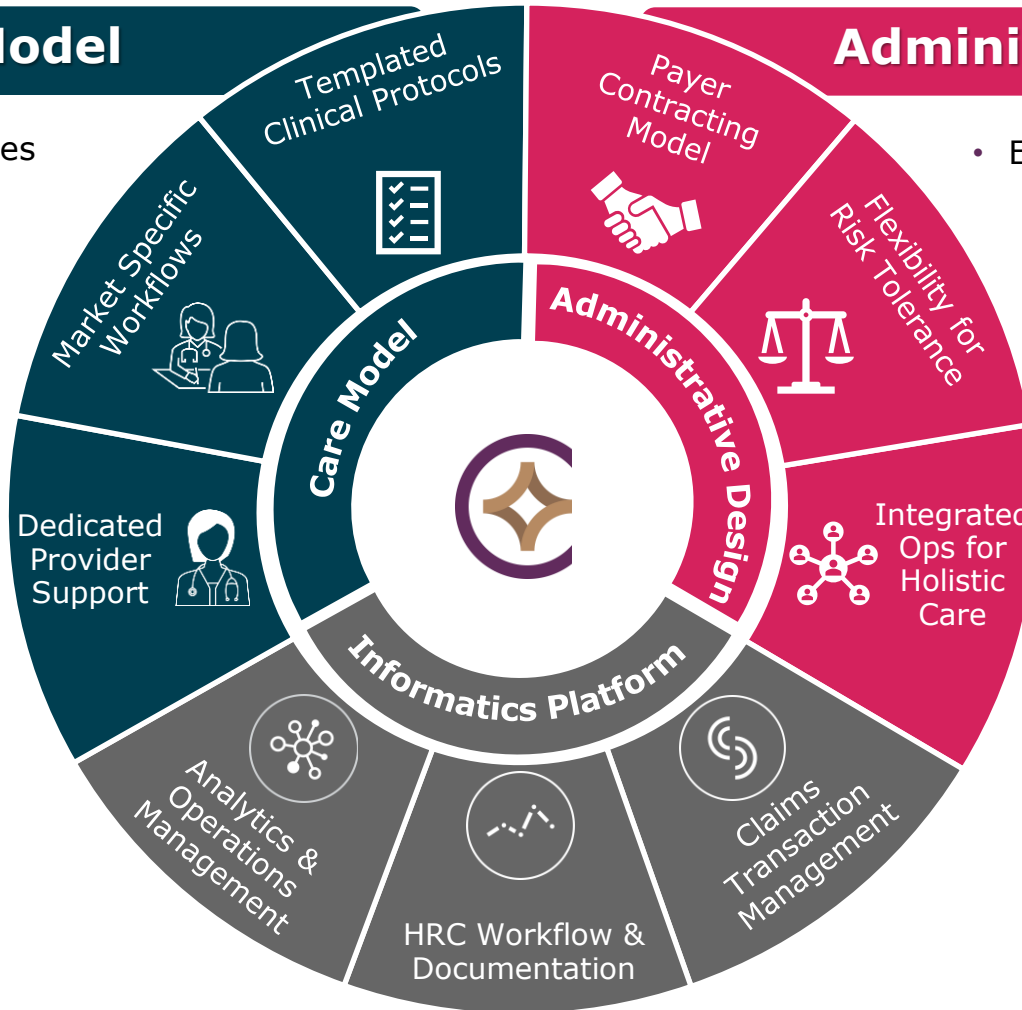 lodel
Admini
es
• E
Templated
Clinical Protocols
Payer
Contracting
Model
Market Specific
Workflows
Flexibility for
Risk Tolerance
Care Model
Administrative Design
Dedicated
Provider
Support
Integrated
Ops for
Holistic
Care
Informatics Platform
Analytics &
Operations
Management
HRC Workflow &
Documentation
Claims
Transaction
Management